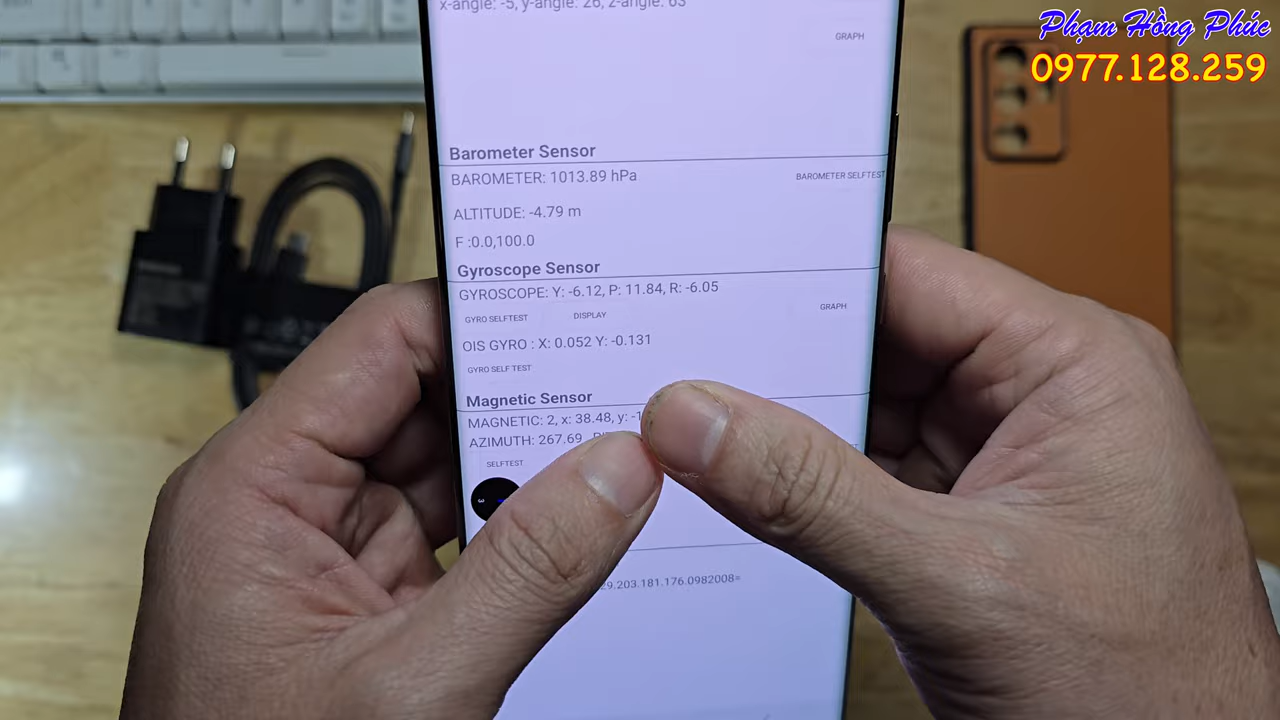 x-angle: -5, y-angle: 26, z-angle: 63
GRAPH
Phạm Hồng Phúc
0977.128.259
Barometer Sensor
BAROMETER: 1013.89 hPa
BAROMETER SELFTEST
ALTITUDE: -4.79 m
F :0.0,100.0
Gyroscope Sensor
GYROSCOPE: Y: -6.12, P: 11.84, R: -6.05
GYRO SELFTEST DISPLAY GRAPH
OIS GYRO : X: 0.052 Y: -0.131
GYRO SELF TEST
Magnetic Sensor
MAGNETIC: 2, x: 38.48, y: -1
AZIMUTH: 267.69
SELFTEST
29.203.181.176.0982008=